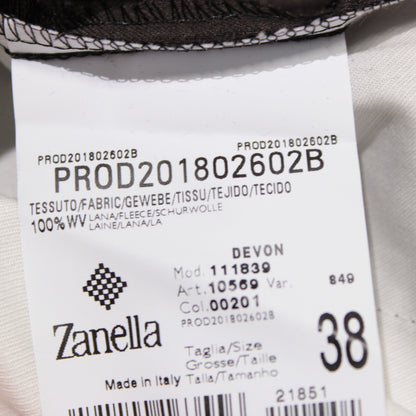 PROD201802602B PROD201802602B
PROD201802602B
TESSUTO/FABRIC/GEWEBE/TISSU/TEJIDO/TECIDO
100% WV LANA/FLEECE/SCHURWOLLE
LAINE/LANA/LA
DEVON
Mod. 111839
Art. 10569 Var. 849
Col. 00201
PROD201802602B
Zanella
Taglia/Size
Grosse/Taille
Talla/Tamanho
38
Made in Italy
21851